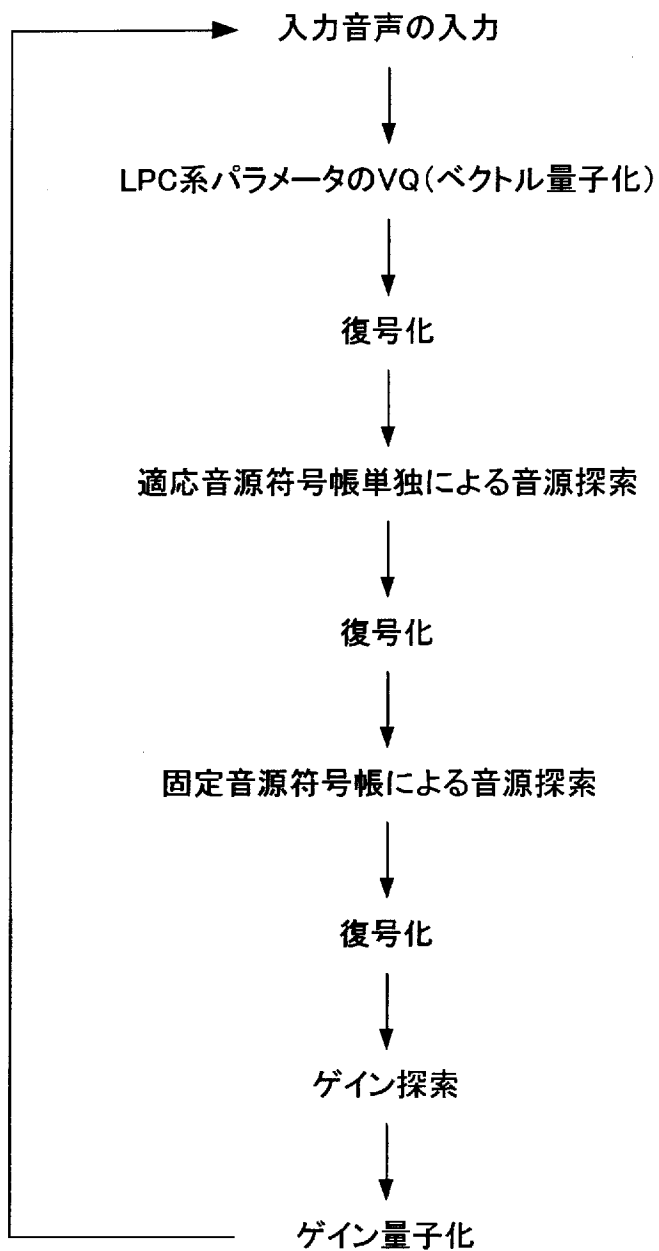 入力音声の入力
LPC系パラメータのVQ(ベクトル量子化)
復号化
適応音源符号帳単独による音源探索
復号化
固定音源符号帳による音源探索
復号化
ゲイン探索
ゲイン量子化